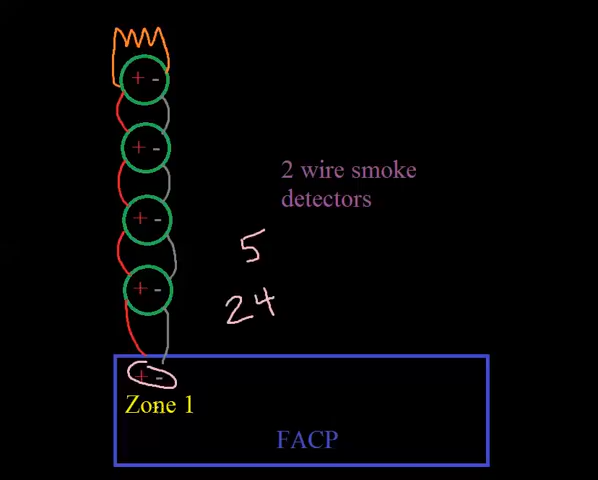 + -
+ -
2 wire smoke
detectors
+ -
5
+ -
24
+ -
Zone 1
FACP